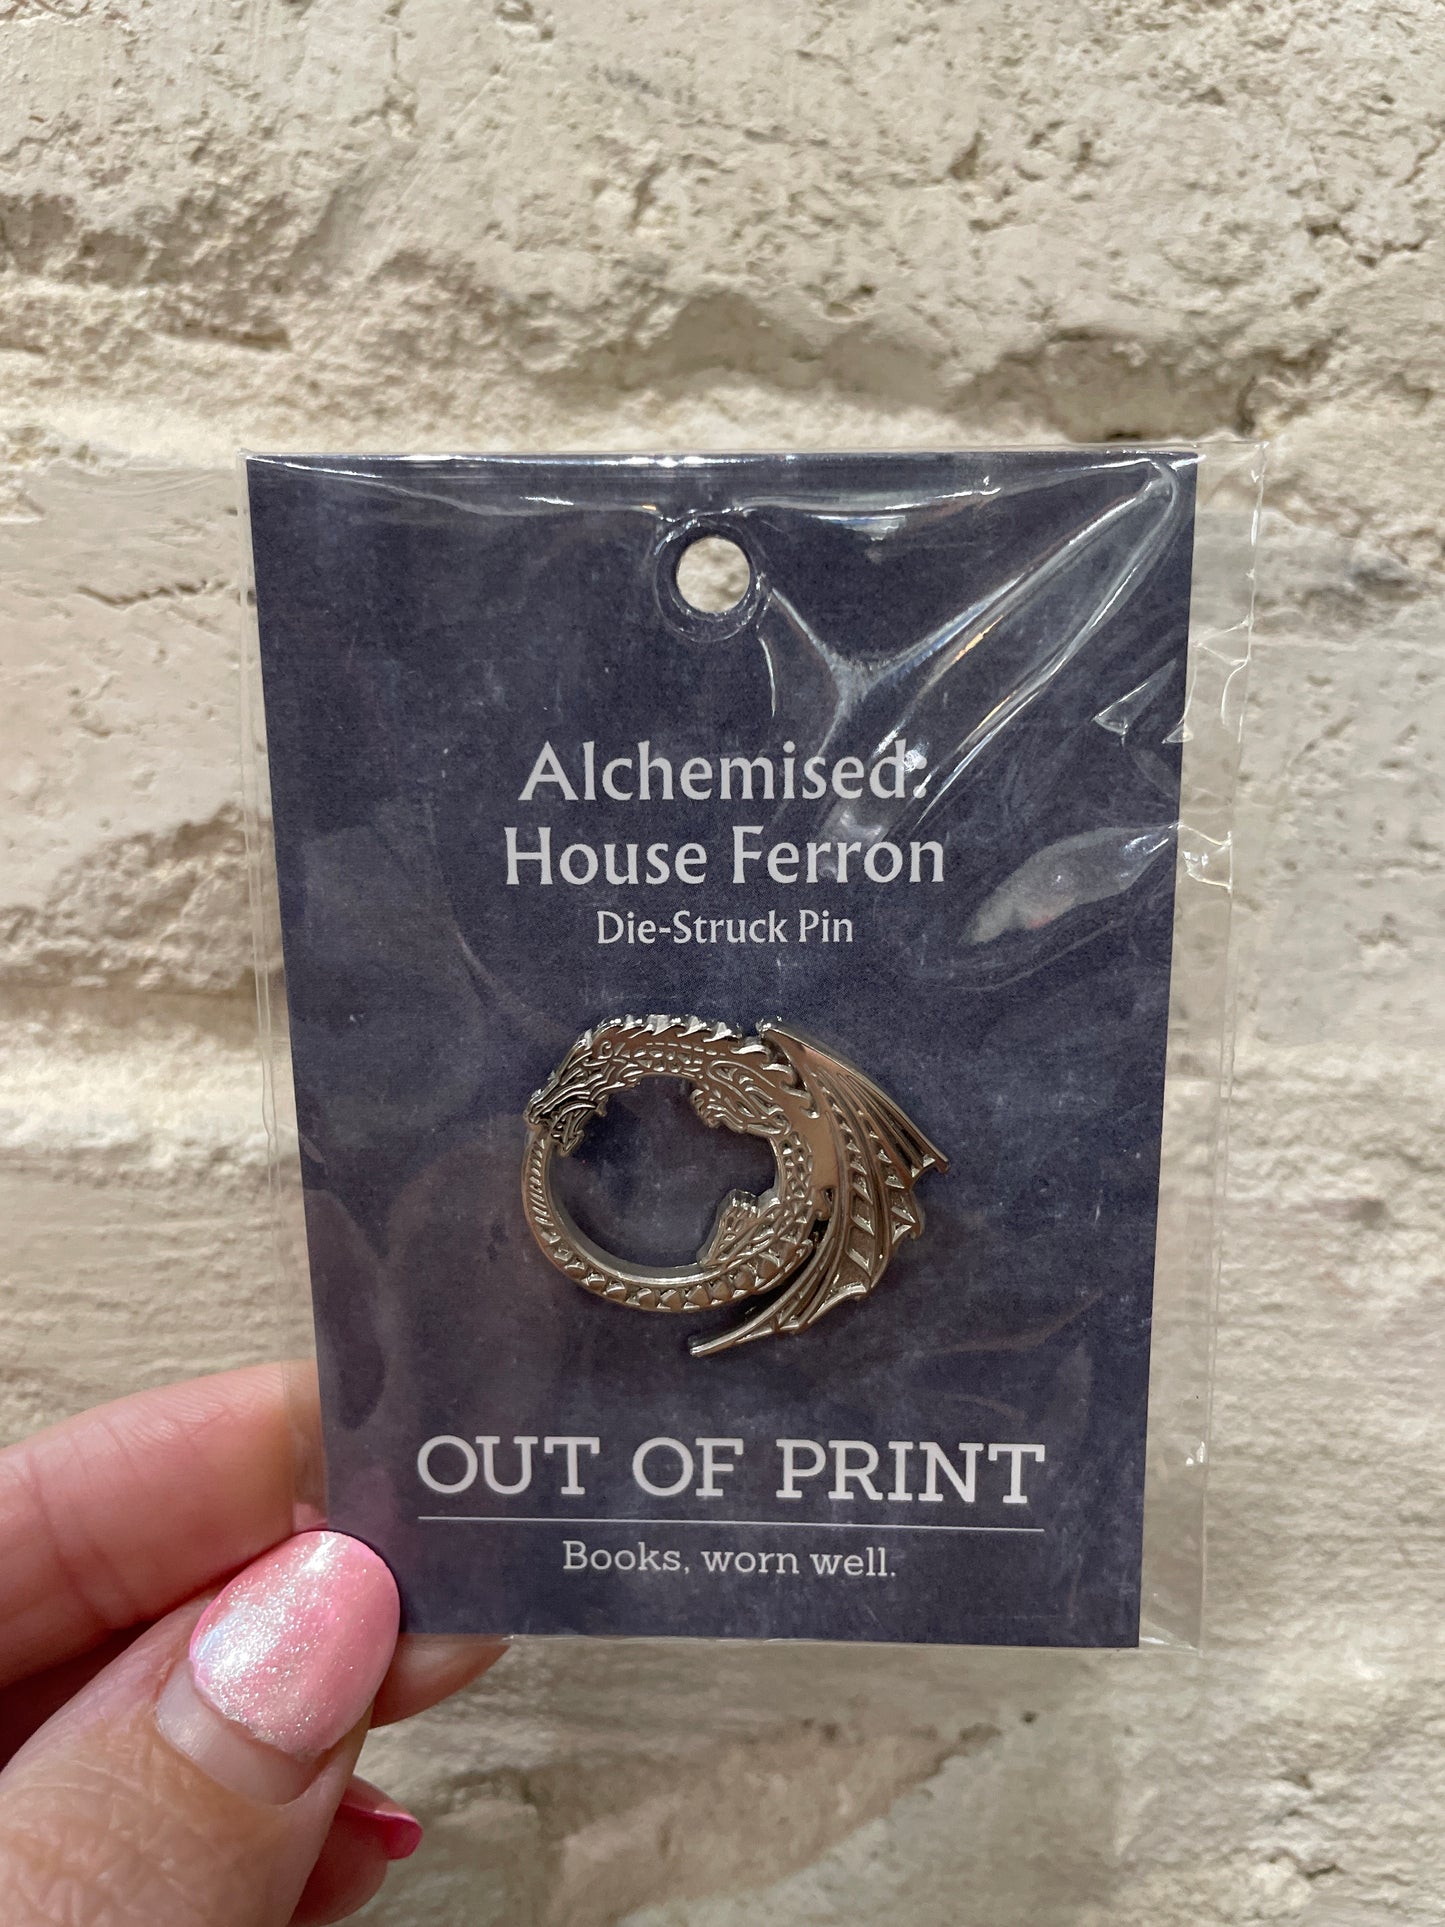 Alchemised:
House Ferron
Die-Struck Pin
OUT OF PRINT
Books, worn well.